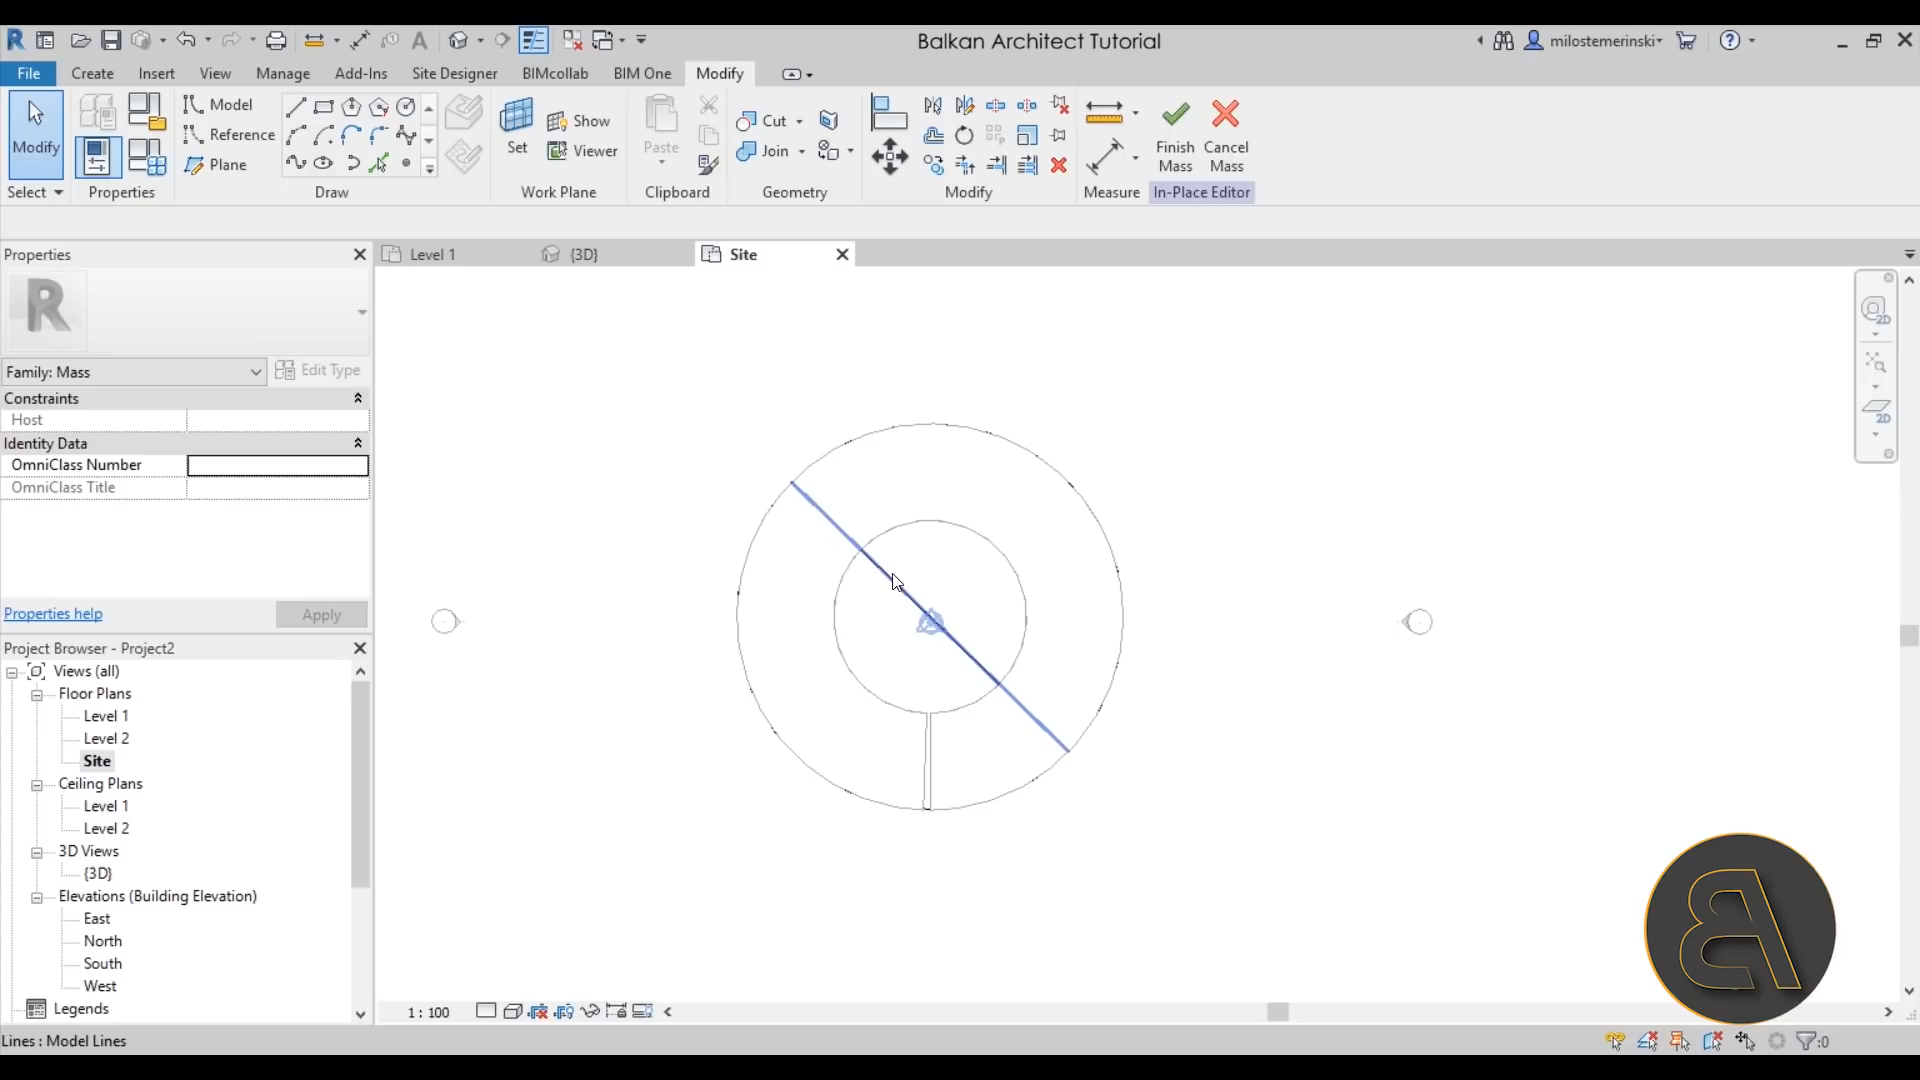 Balkan Architect Tutorial
milostemerinski
File Create Insert View Manage Add-Ins Site Designer BIMcollab BIM One Modify
Modify
Model
Reference
Plane
Set
Show
Viewer
Paste
Cut
Join
Finish
Mass
Cancel
Mass
Select Properties Draw Work Plane Clipboard Geometry Modify Measure In-Place Editor
Properties
Level 1 {3D} Site
Family: Mass Edit Type
Constraints
Host
Identity Data
OmniClass Number
OmniClass Title
Properties help Apply
Project Browser - Project2
Views (all)
Floor Plans
Level 1
Level 2
Site
Ceiling Plans
Level 1
Level 2
3D Views
{3D}
Elevations (Building Elevation)
East
North
South
West
Legends
1 : 100
Lines : Model Lines
:0